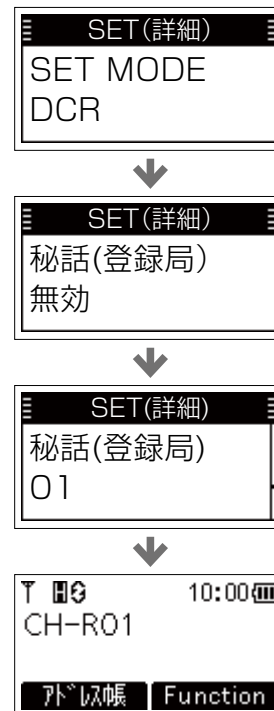 SET(詳細)
SET MODE
DCR
SET(詳細)
秘話(登録局)
無効
SET(詳細)
秘話(登録局)
01
10:00
CH-R01
ｱﾄﾞﾚｽ帳 Function